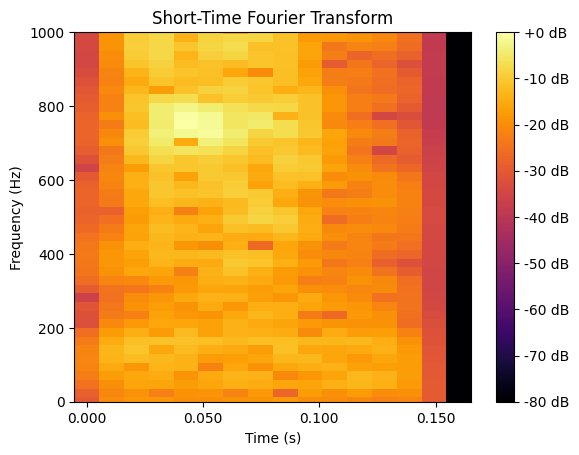 Short-Time Fourier Transform
1000
800
600
400
200
0
Frequency (Hz)
0.000
0.050
0.100
0.150
Time (s)
+0 dB
-10 dB
-20 dB
-30 dB
-40 dB
-50 dB
-60 dB
-70 dB
-80 dB